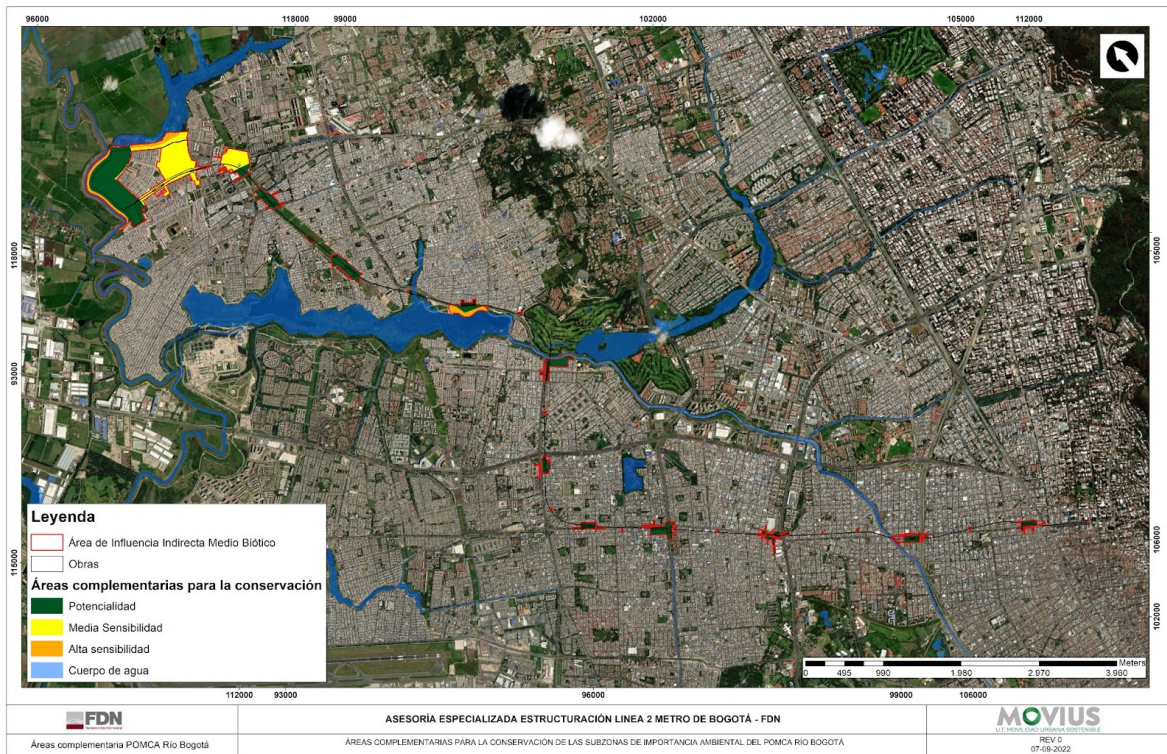 96000 118000 99000 102000 105000 112000
118000
93000
115000
105000
106000
102000
Leyenda
Área de Influencia Indirecta Medio Biótico
Obras
Áreas complementarias para la conservación
Potencialidad
Media Sensibilidad
Alta sensibilidad
Cuerpo de agua
Meters
0 495 990 1.980 2.970 3.960
112000 93000 96000 99000 106000
FDN
ASESORÍA ESPECIALIZADA ESTRUCTURACIÓN LINEA 2 METRO DE BOGOTÁ - FDN
MOVIUS
U.T. MOVILIDAD URBANA SOSTENIBLE
Áreas complementaria POMCA Río Bogotá
ÁREAS COMPLEMENTARIAS PARA LA CONSERVACIÓN DE LAS SUBZONAS DE IMPORTANCIA AMBIENTAL DEL POMCA RÍO BOGOTÁ
REV 0
07-09-2022